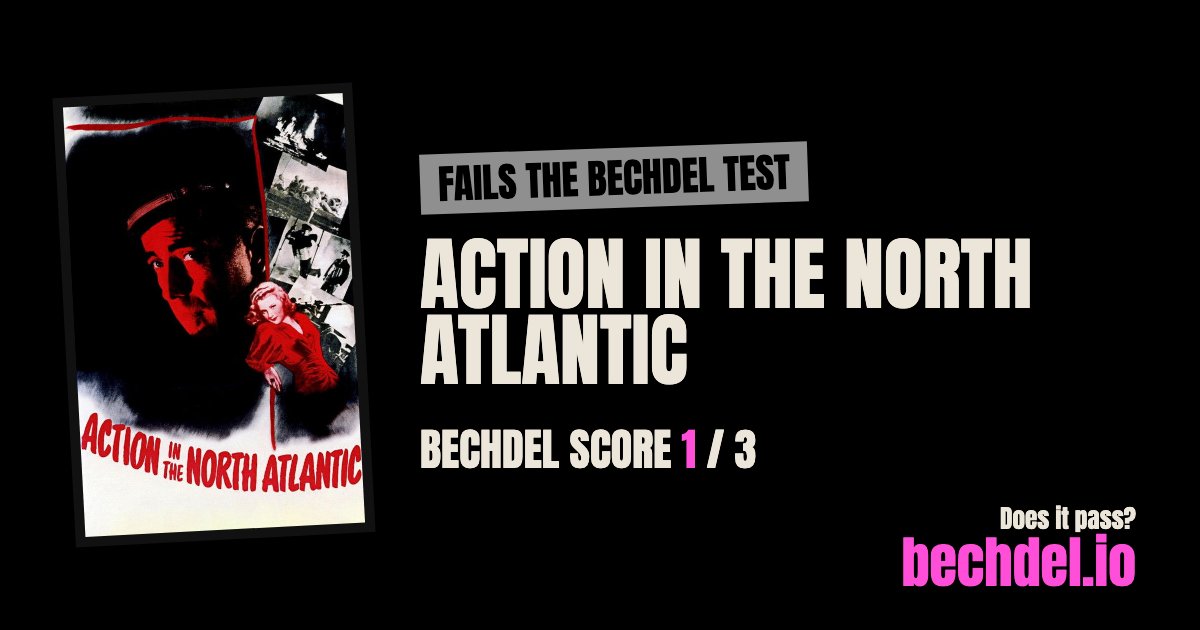 FAILS THE BECHDEL TEST
ACTION IN THE NORTH
ATLANTIC
BECHDEL SCORE 1 / 3
ACTION IN THE NORTH ATLANTIC
Does it pass?
bechdel.io